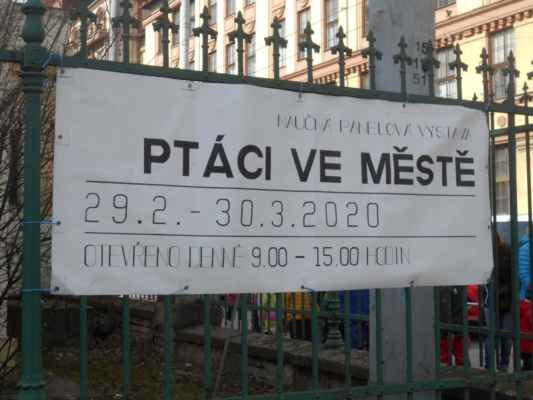 NAUČNÁ PANELOVÁ VÝSTAVA
PTÁCI VE MĚSTĚ
29.2.-30.3.2020
OTEVŘENO DENNĚ 9.00 - 15.00 HODIN